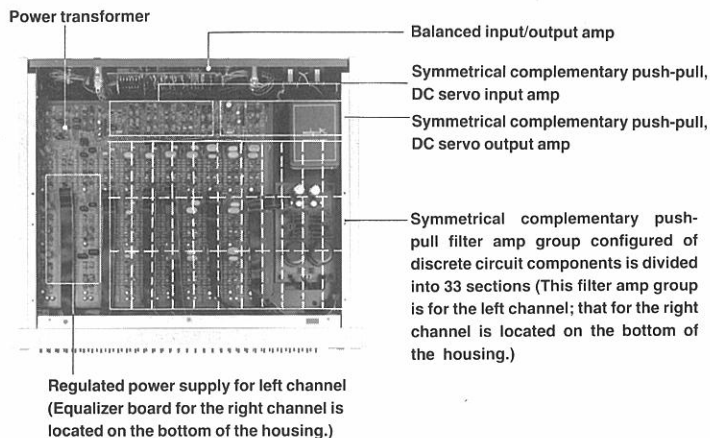 Power transformer
Balanced input/output amp
Symmetrical complementary push-pull,
DC servo input amp
Symmetrical complementary push-pull,
DC servo output amp
Symmetrical complementary push-
pull filter amp group configured of
discrete circuit components is divided
into 33 sections (This filter amp group
is for the left channel; that for the right
channel is located on the bottom of
the housing.)
Regulated power supply for left channel
(Equalizer board for the right channel is
located on the bottom of the housing.)